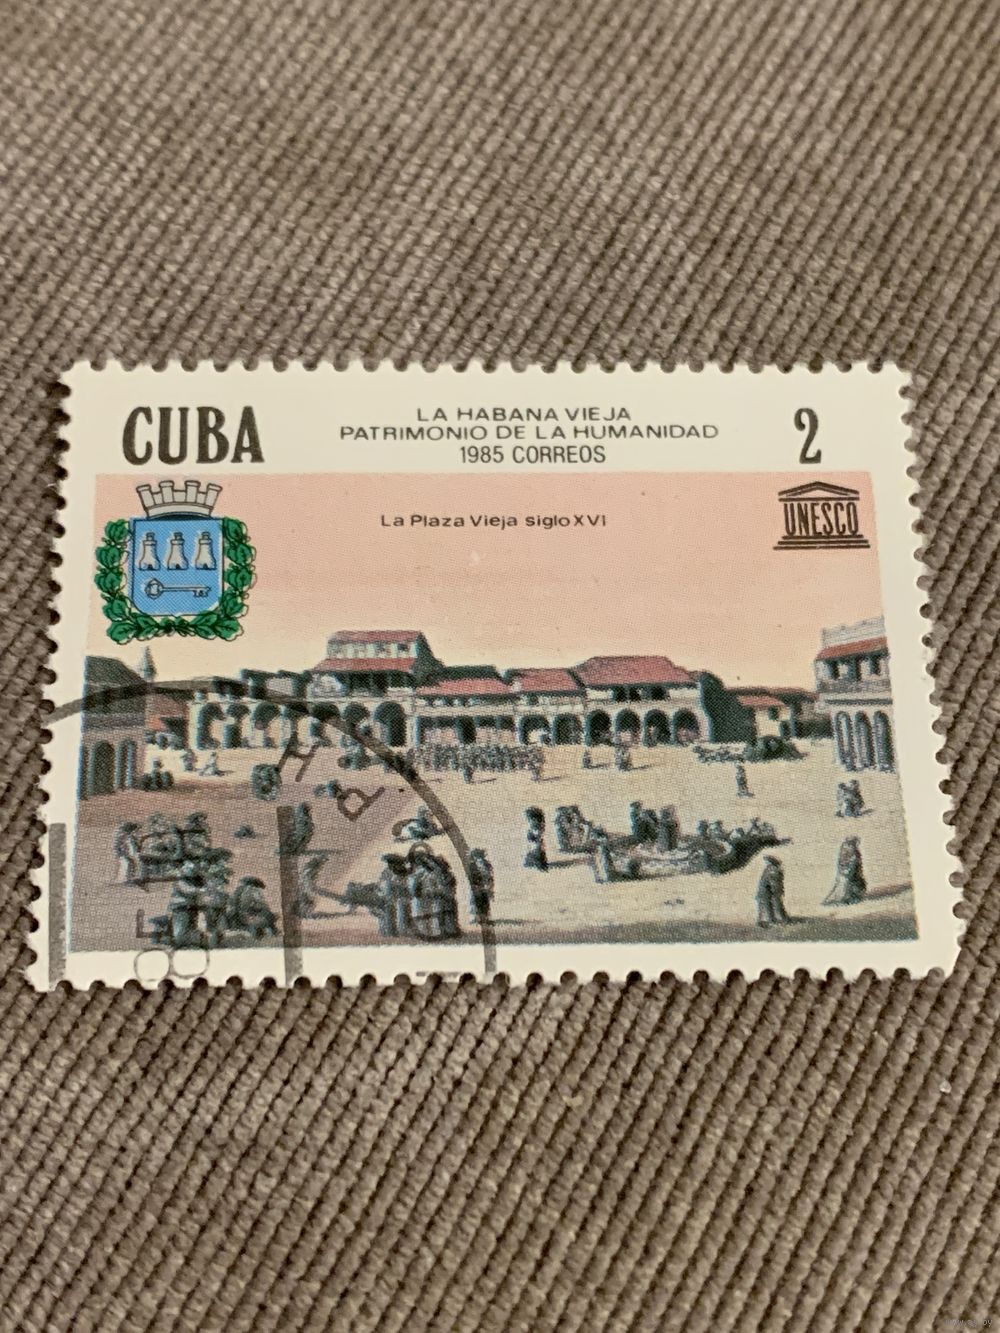 CUBA
LA HABANA VIEJA
PATRIMONIO DE LA HUMANIDAD
1985 CORREOS
2
La Plaza Vieja siglo XVI
UNESCO